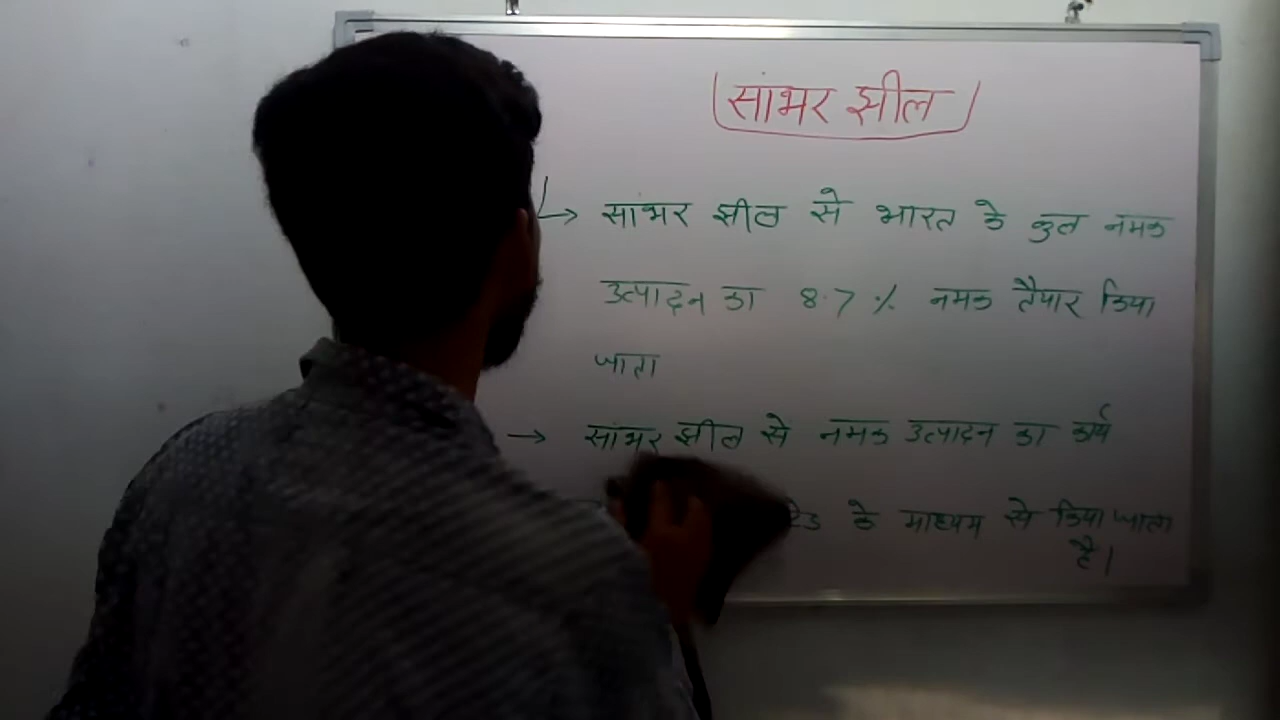 सांभर झील
सांभर झील से भारत के कुल नमक
उत्पादन का 8.7 % नमक तैयार किया
जाता
सांभर झील से नमक उत्पादन का कार्य
के माध्यम से किया जाता
है।